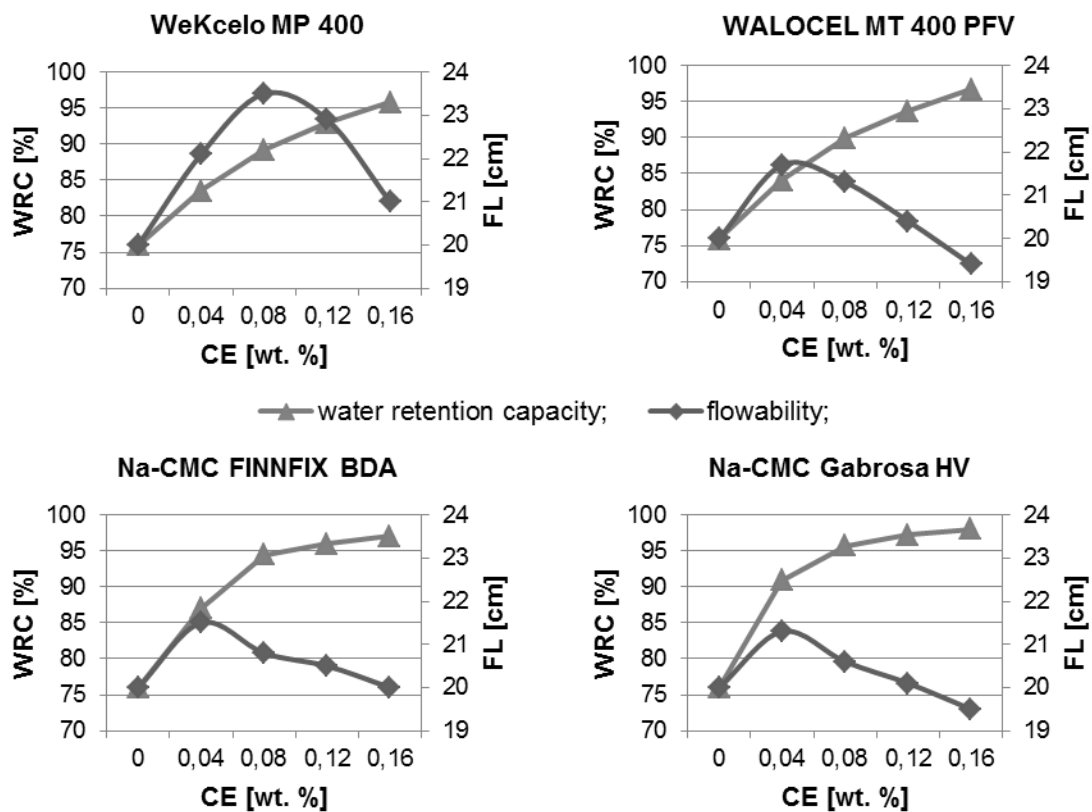 WeKcelo MP 400
WRC [%]
100
95
90
85
80
75
70
24
23
22
21
20
19
FL [cm]
0 0,04 0,08 0,12 0,16
CE [wt. %]
WALOCEL MT 400 PFV
WRC [%]
100
95
90
85
80
75
70
24
23
22
21
20
19
FL [cm]
0 0,04 0,08 0,12 0,16
CE [wt. %]
water retention capacity; flowability;
Na-CMC FINNFIX BDA
WRC [%]
100
95
90
85
80
75
70
24
23
22
21
20
19
FL [cm]
0 0,04 0,08 0,12 0,16
CE [wt. %]
Na-CMC Gabrosa HV
WRC [%]
100
95
90
85
80
75
70
24
23
22
21
20
19
FL [cm]
0 0,04 0,08 0,12 0,16
CE [wt. %]